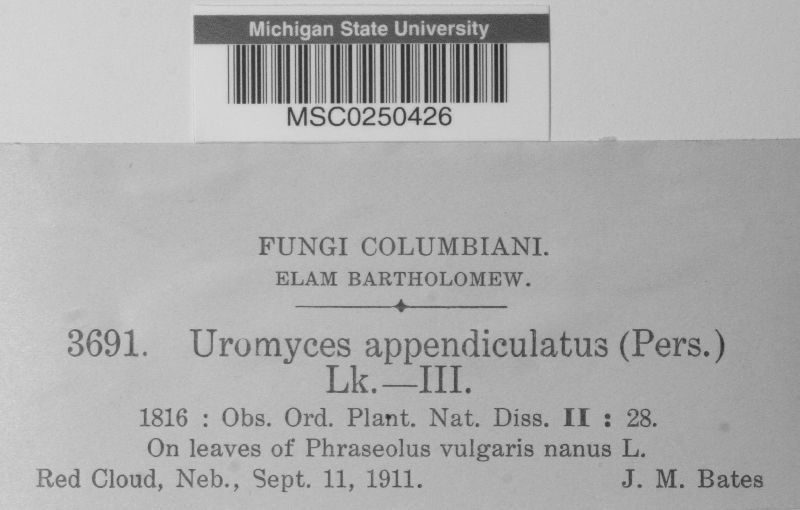 Michigan State University
MSC0250426
FUNGI COLUMBIANI.
ELAM BARTHOLOMEW.
3691. Uromyces appendiculatus (Pers.)
Lk.—III.
1816 : Obs. Ord. Plant. Nat. Diss. II : 28.
On leaves of Phraseolus vulgaris nanus L.
Red Cloud, Neb., Sept. 11, 1911. J. M. Bates